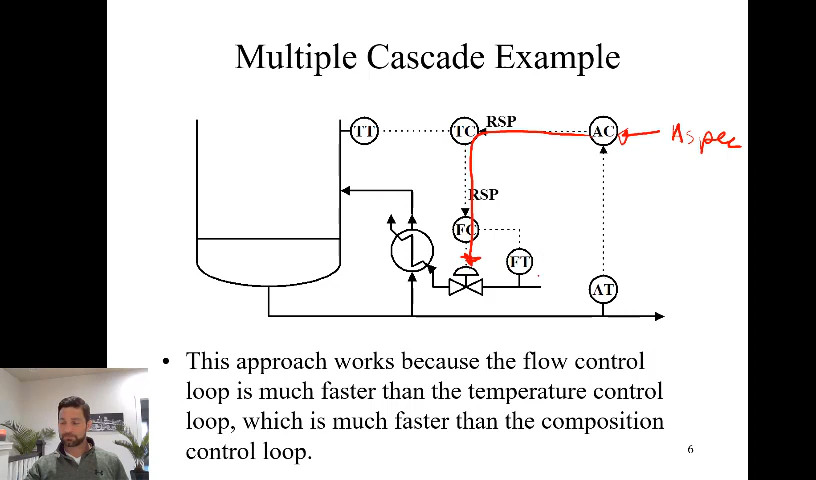 Multiple Cascade Example
TT
TC
RSP
AC
Aspec
RSP
FC
FT
AT
• This approach works because the flow control
loop is much faster than the temperature control
loop, which is much faster than the composition
control loop.
6